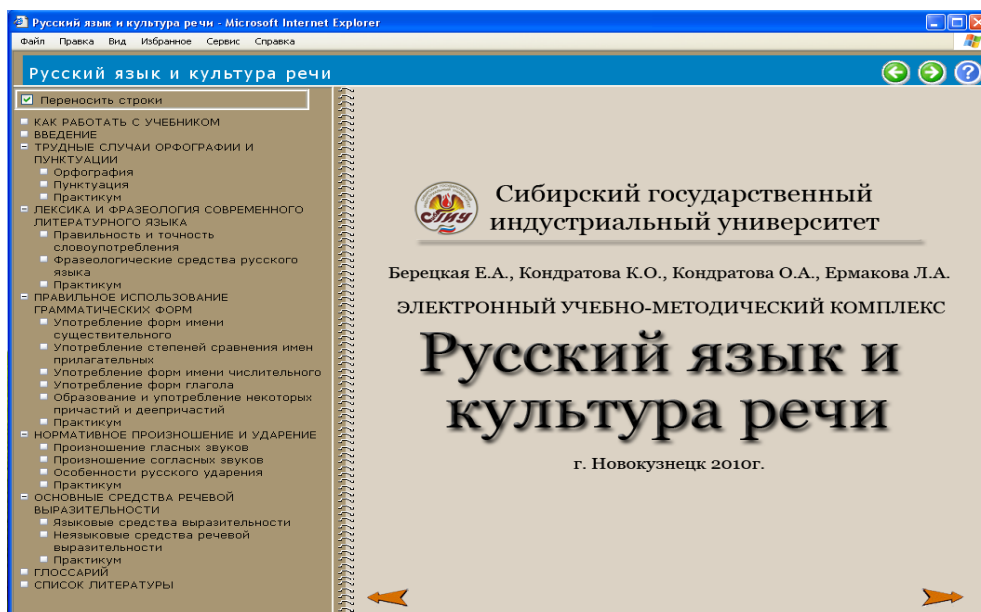 Русский язык и культура речи - Microsoft Internet Explorer
Файл Правка Вид Избранное Сервис Справка
Русский язык и культура речи
Переносить строки
КАК РАБОТАТЬ С УЧЕБНИКОМ
ВВЕДЕНИЕ
ТРУДНЫЕ СЛУЧАИ ОРФОГРАФИИ И
ПУНКТУАЦИИ
Орфография
Пунктуация
Практикум
ЛЕКСИКА И ФРАЗЕОЛОГИЯ СОВРЕМЕННОГО
ЛИТЕРАТУРНОГО ЯЗЫКА
Правильность и точность
словоупотребления
Фразеологические средства русского
языка
Практикум
ПРАВИЛЬНОЕ ИСПОЛЬЗОВАНИЕ
ГРАММАТИЧЕСКИХ ФОРМ
Употребление форм имени
существительного
Употребление степеней сравнения имен
прилагательных
Употребление форм имени числительного
Употребление форм глагола
Образование и употребление некоторых
причастий и деепричастий
Практикум
НОРМАТИВНОЕ ПРОИЗНОШЕНИЕ И УДАРЕНИЕ
Произношение гласных звуков
Произношение согласных звуков
Особенности русского ударения
Практикум
ОСНОВНЫЕ СРЕДСТВА РЕЧЕВОЙ
ВЫРАЗИТЕЛЬНОСТИ
Языковые средства выразительности
Неязыковые средства речевой
выразительности
Практикум
ГЛОССАРИЙ
СПИСОК ЛИТЕРАТУРЫ
Сибирский государственный
индустриальный университет
Берецкая Е.А., Кондратова К.О., Кондратова О.А., Ермакова Л.А.
ЭЛЕКТРОННЫЙ УЧЕБНО-МЕТОДИЧЕСКИЙ КОМПЛЕКС
Русский язык и
культура речи
г. Новокузнецк 2010г.